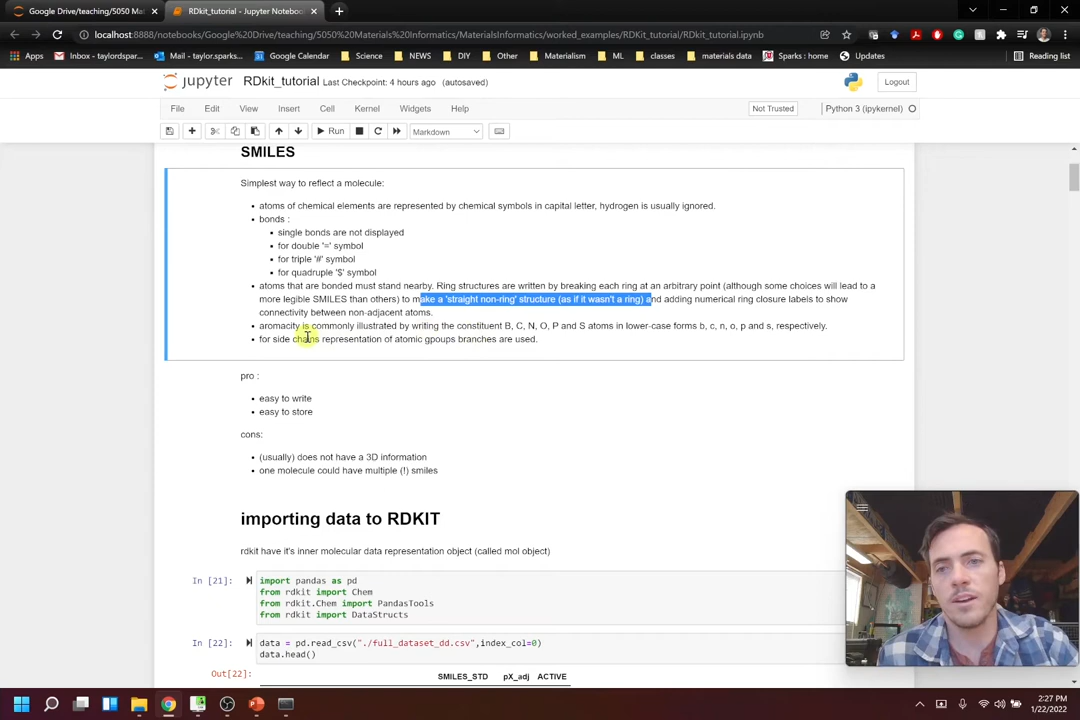 Google Drive/teaching/5050 Mater
RDkit_tutorial - Jupyter Notebook
localhost:8888/notebooks/Google%20Drive/teaching/5050%20Materials%20Informatics/MaterialsInformatics/worked_examples/RDKit_tutorial/RDkit_tutorial.ipynb
Apps
Inbox - taylordspar...
Mail - taylor.sparks...
Google Calendar
Science
NEWS
DIY
Other
Materialism
ML
classes
materials data
Sparks : home
Updates
Reading list
jupyter RDkit_tutorial Last Checkpoint: 4 hours ago (autosaved)
Logout
File Edit View Insert Cell Kernel Widgets Help
Not Trusted
Python 3 (ipykernel)
Run
Markdown
SMILES
Simplest way to reflect a molecule:
• atoms of chemical elements are represented by chemical symbols in capital letter, hydrogen is usually ignored.
• bonds :
• single bonds are not displayed
• for double '=' symbol
• for triple '#' symbol
• for quadruple '$' symbol
• atoms that are bonded must stand nearby. Ring structures are written by breaking each ring at an arbitrary point (although some choices will lead to a
more legible SMILES than others) to make a 'straight non-ring' structure (as if it wasn't a ring) and adding numerical ring closure labels to show
connectivity between non-adjacent atoms.
• aromacity is commonly illustrated by writing the constituent B, C, N, O, P and S atoms in lower-case forms b, c, n, o, p and s, respectively.
• for side chains representation of atomic gpoups branches are used.
pro :
• easy to write
• easy to store
cons:
• (usually) does not have a 3D information
• one molecule could have multiple (!) smiles
importing data to RDKIT
rdkit have it's inner molecular data representation object (called mol object)
In [21]:
import pandas as pd
from rdkit import Chem
from rdkit.Chem import PandasTools
from rdkit import DataStructs
In [22]:
data = pd.read_csv("./full_dataset_dd.csv",index_col=0)
data.head()
Out[22]:
SMILES_STD pX_adj ACTIVE
2:27 PM
1/22/2022